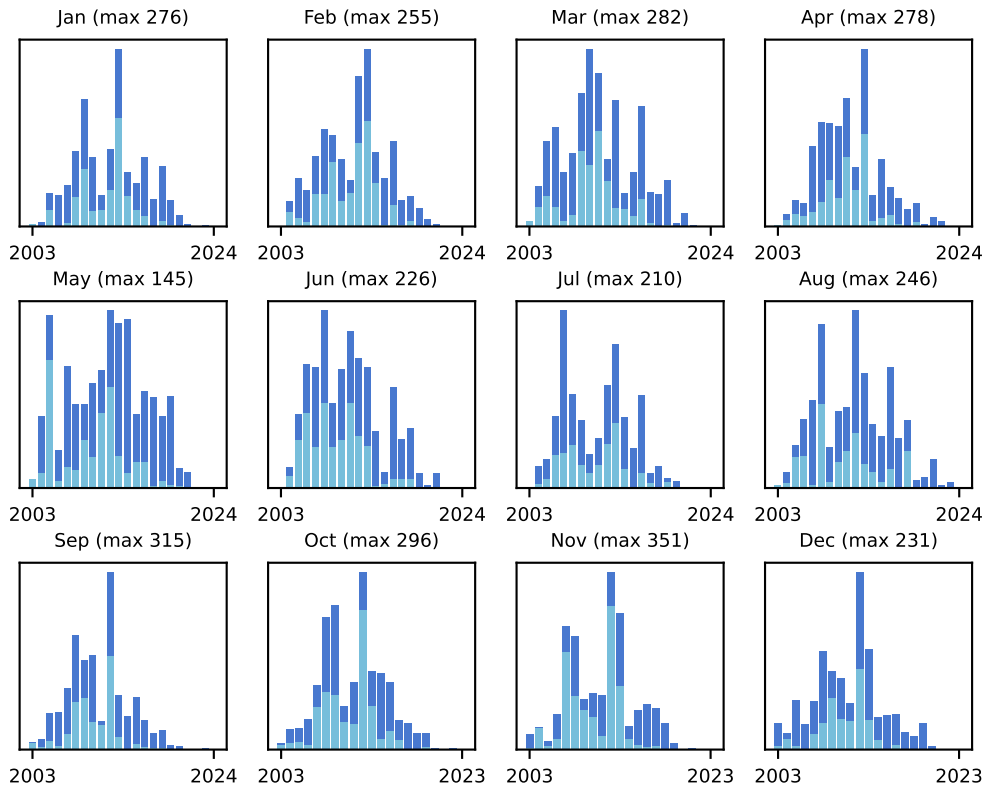 Jan (max 276)
Feb (max 255)
Mar (max 282)
Apr (max 278)
2003 2024
2003 2024
2003 2024
2003 2024
May (max 145)
Jun (max 226)
Jul (max 210)
Aug (max 246)
2003 2024
2003 2024
2003 2024
2003 2024
Sep (max 315)
Oct (max 296)
Nov (max 351)
Dec (max 231)
2003 2024
2003 2023
2003 2023
2003 2023